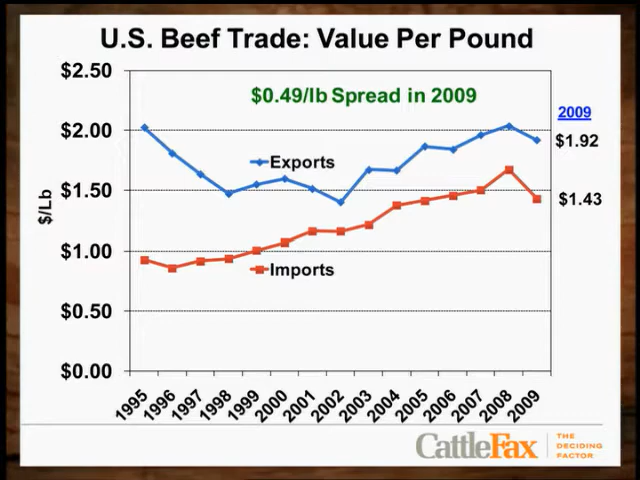 U.S. Beef Trade: Value Per Pound
$2.50
$0.49/lb Spread in 2009
2009
$2.00
$1.92
Exports
$1.50
$1.43
$/Lb
$1.00
Imports
$0.50
$0.00
1995 1996 1997 1998 1999 2000 2001 2002 2003 2004 2005 2006 2007 2008 2009
CattleFax
THE
DECIDING
FACTOR